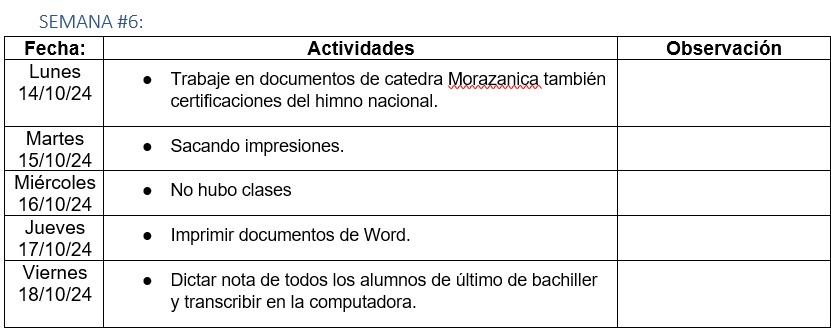 SEMANA #6:
Fecha: Actividades Observación
Lunes
14/10/24
● Trabaje en documentos de catedra Morazanica también
certificaciones del himno nacional.
Martes
15/10/24
● Sacando impresiones.
Miércoles
16/10/24
● No hubo clases
Jueves
17/10/24
● Imprimir documentos de Word.
Viernes
18/10/24
● Dictar nota de todos los alumnos de último de bachiller
y transcribir en la computadora.